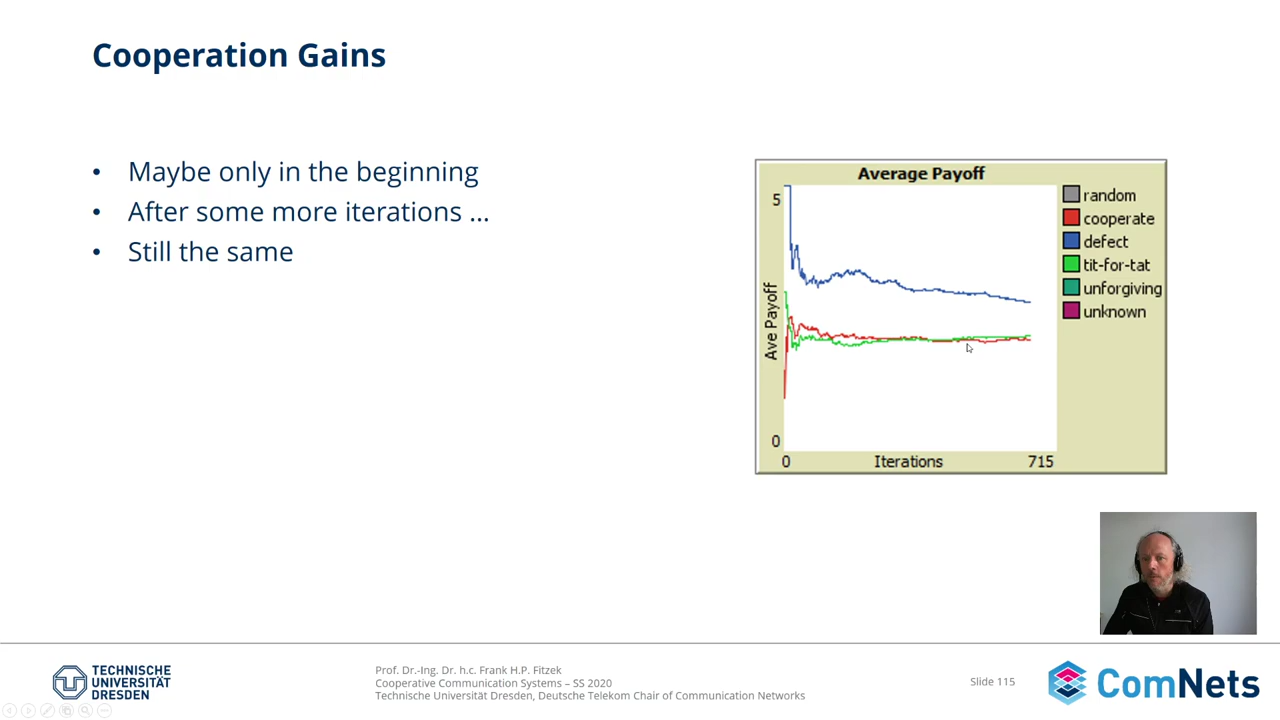 Cooperation Gains
• Maybe only in the beginning
• After some more iterations ...
• Still the same
Average Payoff
5
Ave Payoff
0
0 Iterations 715
random
cooperate
defect
tit-for-tat
unforgiving
unknown
TECHNISCHE
UNIVERSITÄT
DRESDEN
Prof. Dr.-Ing. Dr. h.c. Frank H.P. Fitzek
Cooperative Communication Systems – SS 2020
Technische Universität Dresden, Deutsche Telekom Chair of Communication Networks
Slide 115
ComNets